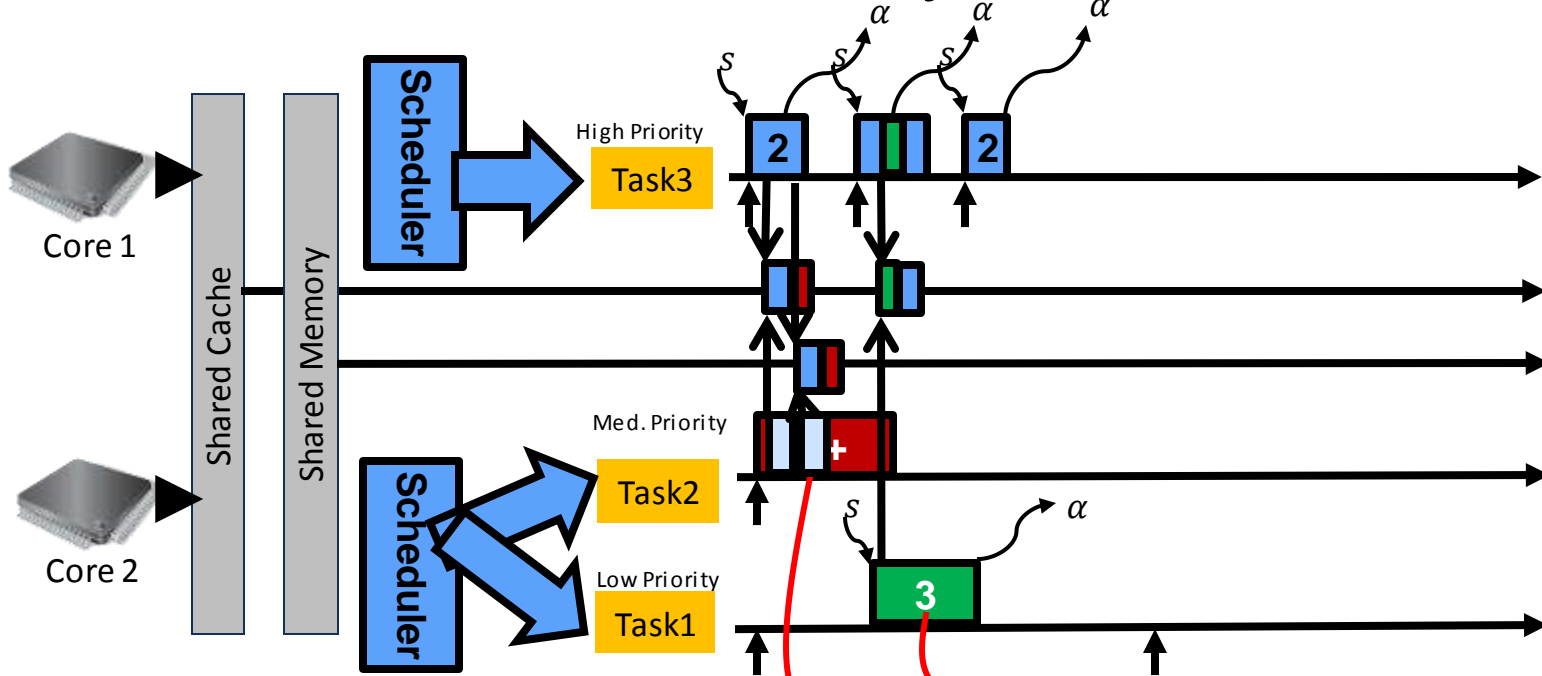 α
α
α
s
s
s
Scheduler
High Priority
Task3
2
2
Core 1
Shared Cache
Shared Memory
Med. Priority
Task2
+
Scheduler
s
α
Core 2
Low Priority
Task1
3